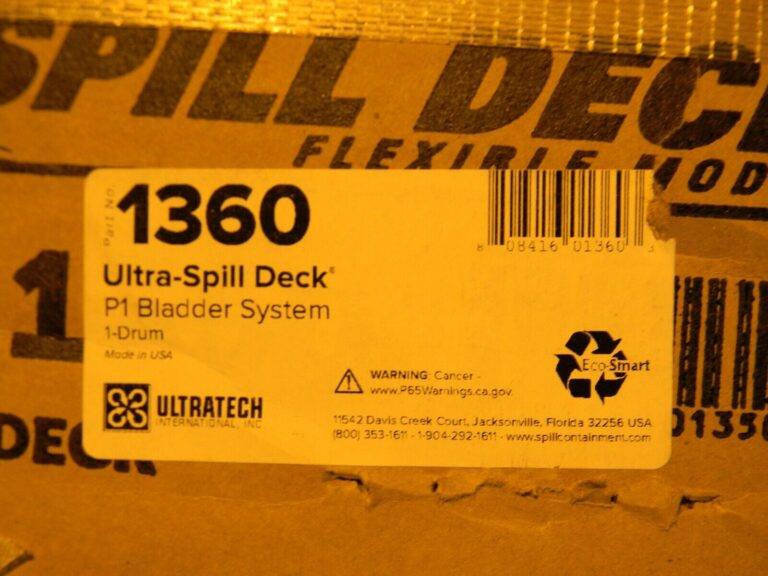 SPILL DECK
FLEXIBLE MOD
Part No.
1360
8 08416 01360 3
Ultra-Spill Deck®
P1 Bladder System
1-Drum
Made in USA
1
Eco-Smart
WARNING: Cancer -
www.P65Warnings.ca.gov.
ULTRATECH
INTERNATIONAL, INC
11542 Davis Creek Court, Jacksonville, Florida 32256 USA
(800) 353-1611 - 1-904-292-1611 - www.spillcontainment.com
DECK